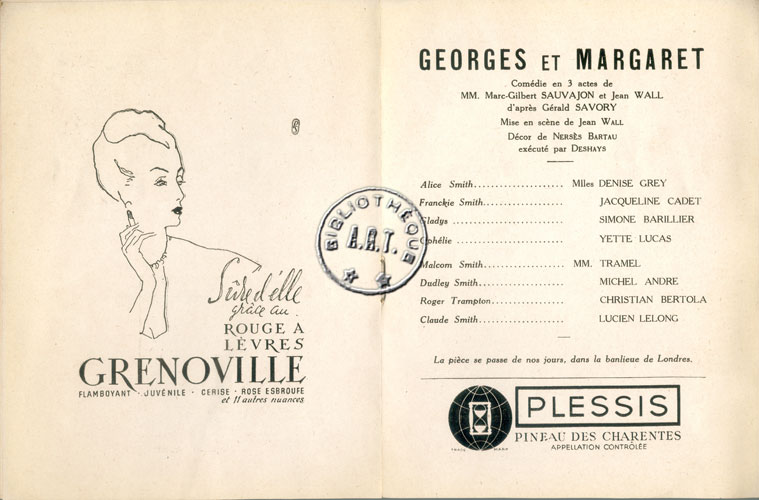 Sûre d'elle
grâce au
ROUGE A
LÈVRES
GRENOVILLE
FLAMBOYANT · JUVÉNILE · CERISE · ROSE ESBROUFE
et 11 autres nuances
BIBLIOTHÈQUE
A.R.T.
GEORGES ET MARGARET
Comédie en 3 actes de
MM. Marc-Gilbert SAUVAJON et Jean WALL
d'après Gérald SAVORY
Mise en scène de Jean WALL
Décor de NERSÈS BARTAU
exécuté par DESHAYS
Alice Smith..................... Mlles DENISE GREY
Franckie Smith................... JACQUELINE CADET
Gladys .......................... SIMONE BARILLIER
Ophélie ......................... YETTE LUCAS
Malcom Smith................... MM. TRAMEL
Dudley Smith.................... MICHEL ANDRE
Roger Trampton................. CHRISTIAN BERTOLA
Claude Smith.................... LUCIEN LELONG
La pièce se passe de nos jours, dans la banlieue de Londres.
PLESSIS
PINEAU DES CHARENTES
APPELLATION CONTRÔLÉE
TRADE MARK